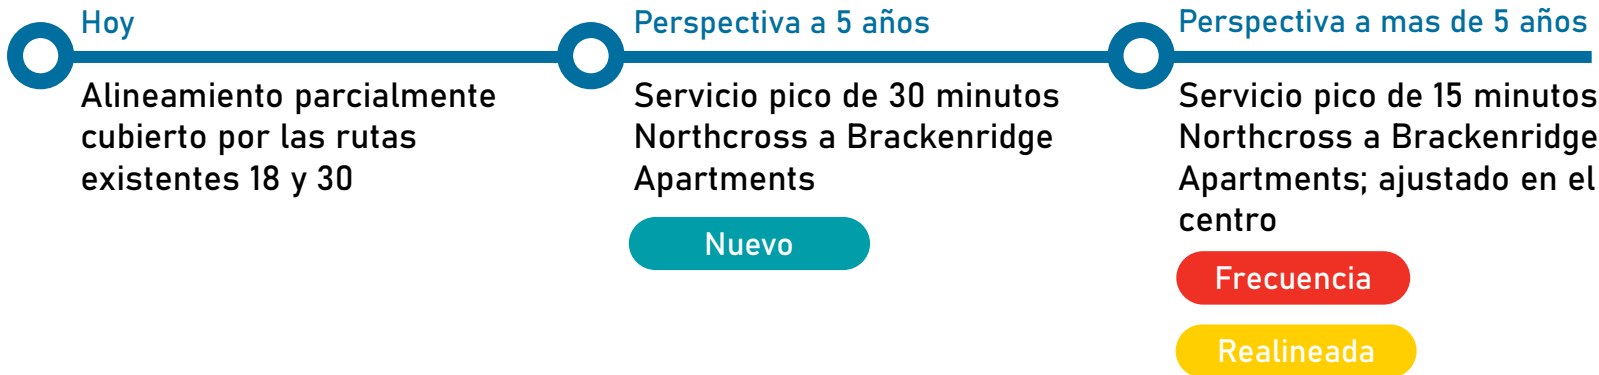 Hoy
Alineamiento parcialmente
cubierto por las rutas
existentes 18 y 30
Perspectiva a 5 años
Servicio pico de 30 minutos
Northcross a Brackenridge
Apartments
Nuevo
Perspectiva a mas de 5 años
Servicio pico de 15 minutos
Northcross a Brackenridge
Apartments; ajustado en el
centro
Frecuencia
Realineada